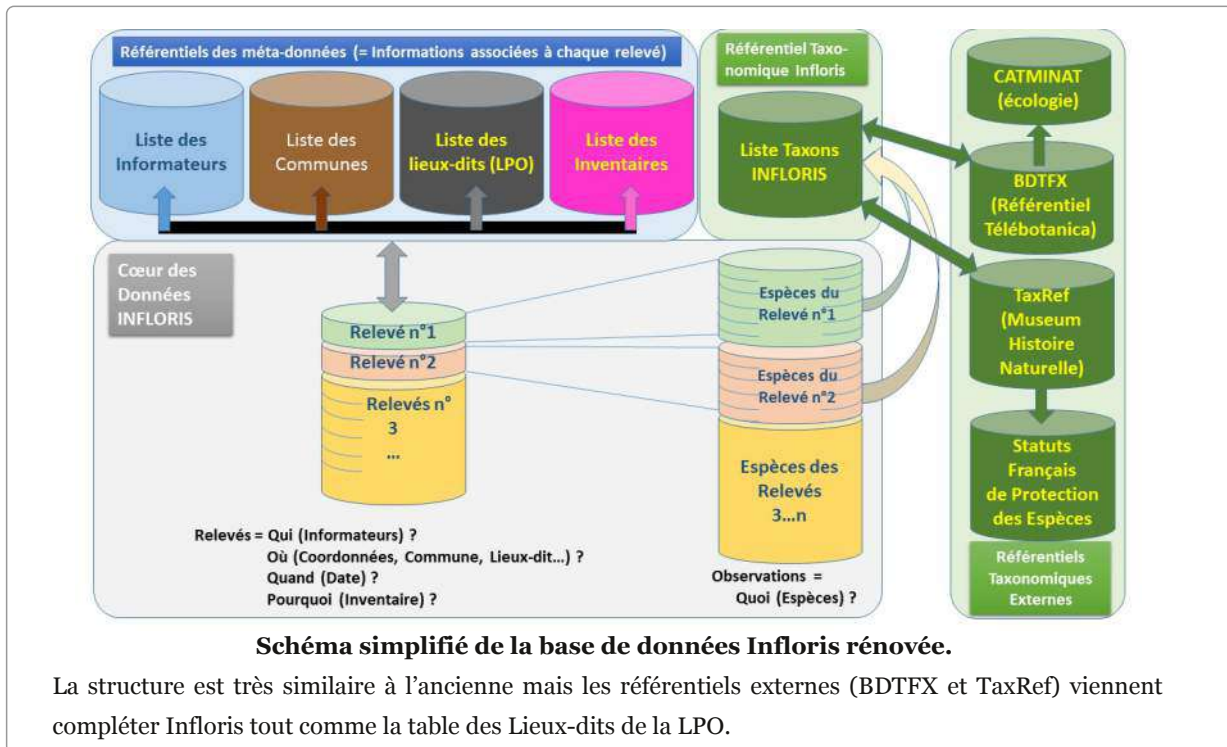 Référentiels des méta-données (= Informations associées à chaque relevé)
Liste des
Informateurs
Liste des
Communes
Liste des
lieux-dits (LPO)
Liste des
Inventaires
Référentiel Taxo-
nomique Infloris
Liste Taxons
INFLORIS
CATMINAT
(écologie)
BDTFX
(Référentiel
Télébotanica)
TaxRef
(Museum
Histoire
Naturelle)
Statuts
Français
de Protection
des Espèces
Référentiels
Taxonomiques
Externes
Cœur des
Données
INFLORIS
Relevé n°1
Relevé n°2
Relevés n°
3
...
Espèces du
Relevé n°1
Espèces du
Relevé n°2
Espèces des
Relevés
3...n
Relevés = Qui (Informateurs) ?
Où (Coordonnées, Commune, Lieux-dit...) ?
Quand (Date) ?
Pourquoi (Inventaire) ?
Observations =
Quoi (Espèces) ?
Schéma simplifié de la base de données Infloris rénovée.
La structure est très similaire à l'ancienne mais les référentiels externes (BDTFX et TaxRef) viennent
compléter Infloris tout comme la table des Lieux-dits de la LPO.